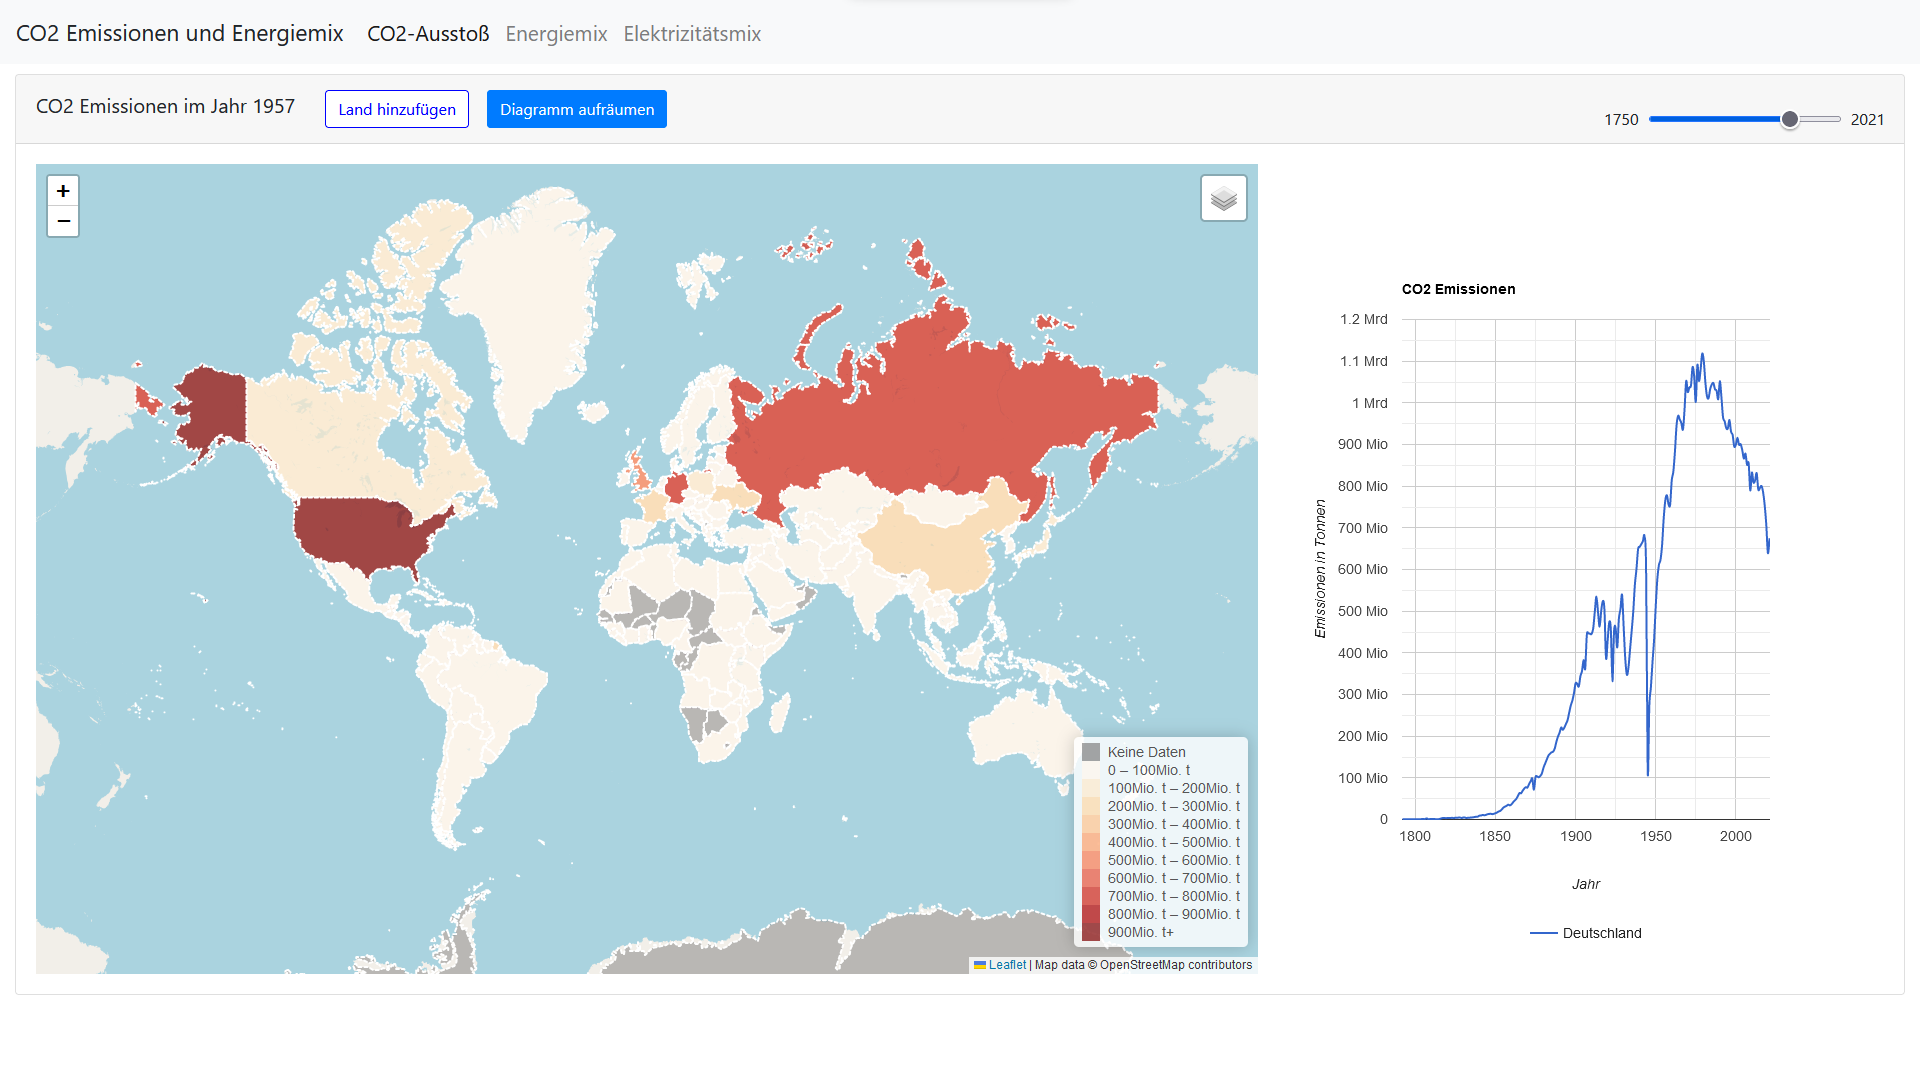 CO2 Emissionen und Energiemix CO2-Ausstoß Energiemix Elektrizitätsmix
CO2 Emissionen im Jahr 1957 Land hinzufügen Diagramm aufräumen 1750 2021
+
−
Keine Daten
0 – 100Mio. t
100Mio. t – 200Mio. t
200Mio. t – 300Mio. t
300Mio. t – 400Mio. t
400Mio. t – 500Mio. t
500Mio. t – 600Mio. t
600Mio. t – 700Mio. t
700Mio. t – 800Mio. t
800Mio. t – 900Mio. t
900Mio. t+
Leaflet | Map data © OpenStreetMap contributors
CO2 Emissionen
Emissionen in Tonnen
1.2 Mrd
1.1 Mrd
1 Mrd
900 Mio
800 Mio
700 Mio
600 Mio
500 Mio
400 Mio
300 Mio
200 Mio
100 Mio
0
1800 1850 1900 1950 2000
Jahr
Deutschland